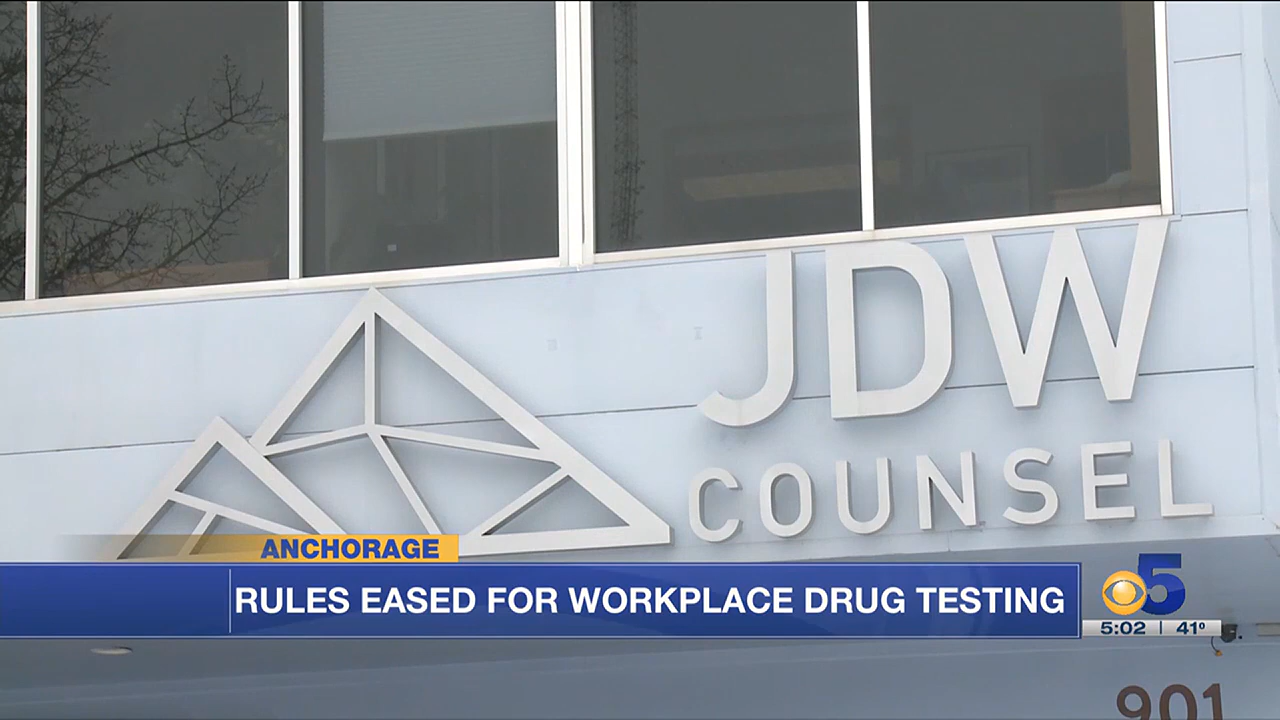 JDW
COUNSEL
ANCHORAGE
RULES EASED FOR WORKPLACE DRUG TESTING
5
5:02 | 41°
901